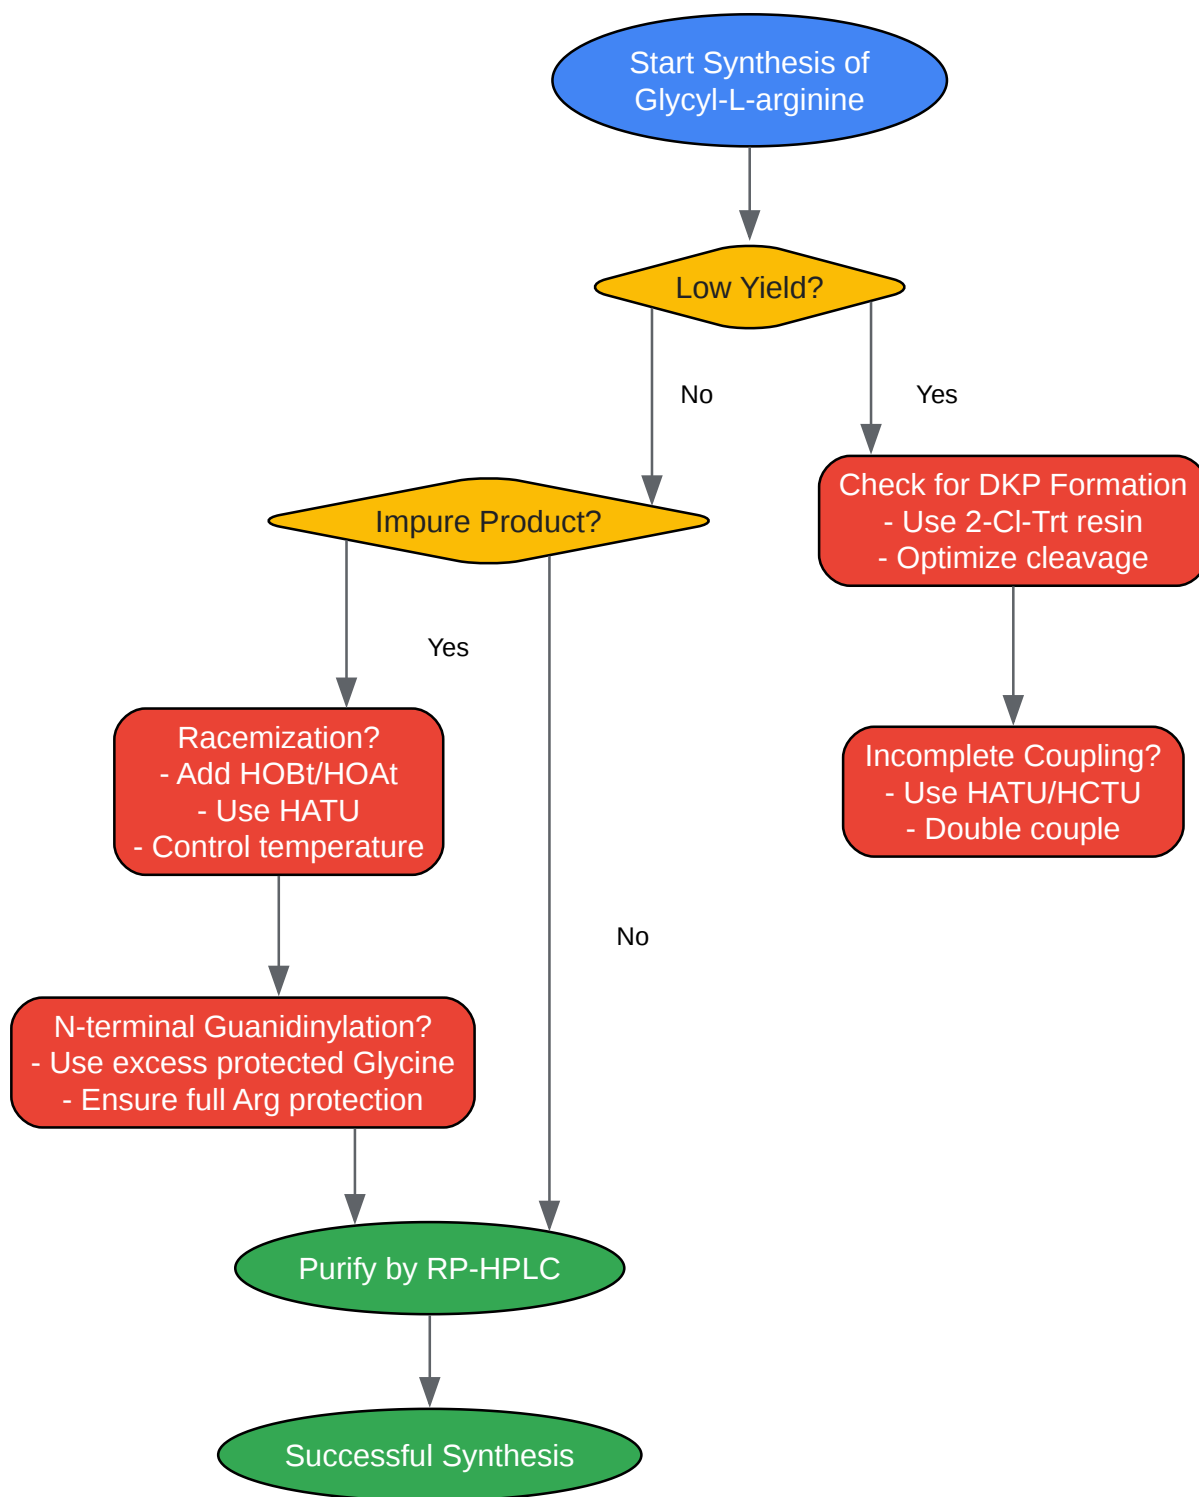 Start Synthesis of
Glycyl-L-arginine
Low Yield?
No
Yes
Check for DKP Formation
- Use 2-Cl-Trt resin
- Optimize cleavage
Impure Product?
Yes
Racemization?
- Add HOBt/HOAt
- Use HATU
- Control temperature
Incomplete Coupling?
- Use HATU/HCTU
- Double couple
No
N-terminal Guanidinylation?
- Use excess protected Glycine
- Ensure full Arg protection
Purify by RP-HPLC
Successful Synthesis